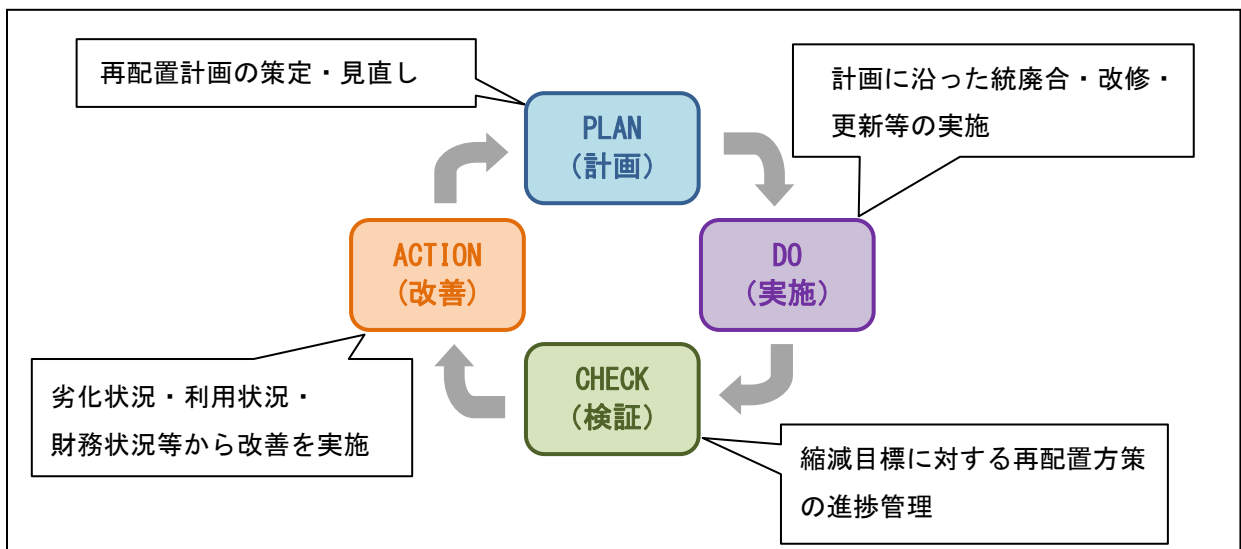 再配置計画の策定・見直し
計画に沿った統廃合・改修・
更新等の実施
PLAN
(計画)
ACTION
(改善)
DO
(実施)
CHECK
(検証)
劣化状況・利用状況・
財務状況等から改善を実施
縮減目標に対する再配置方策
の進捗管理